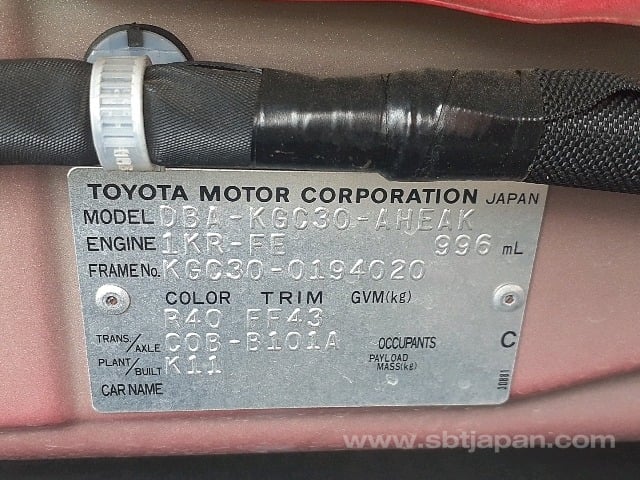 TOYOTA MOTOR CORPORATION JAPAN
MODEL DBA-KGC30-AHEAK
ENGINE 1KR-FE 996 mL
FRAME No. KGC30-0194020
COLOR TRIM GVM(kg)
R40 FF43
TRANS./AXLE C0B-B101A OCCUPANTS C
PLANT/BUILT K11 PAYLOAD MASS(kg)
CAR NAME
10881
www.sbtjapan.com